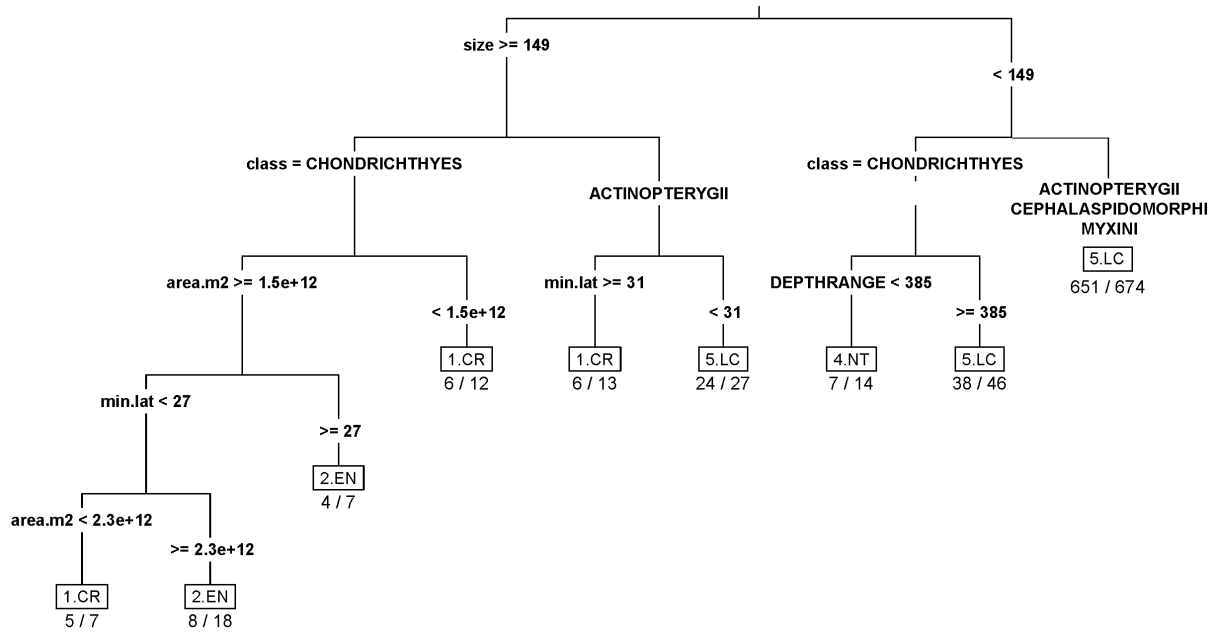 size >= 149
< 149
class = CHONDRICHTHYES
ACTINOPTERYGII
class = CHONDRICHTHYES
ACTINOPTERYGII
CEPHALASPIDOMORPHI
MYXINI
5.LC
651 / 674
area.m2 >= 1.5e+12
< 1.5e+12
1.CR
6 / 12
min.lat >= 31
< 31
1.CR
6 / 13
5.LC
24 / 27
DEPTHRANGE < 385
>= 385
4.NT
7 / 14
5.LC
38 / 46
min.lat < 27
>= 27
2.EN
4 / 7
area.m2 < 2.3e+12
>= 2.3e+12
1.CR
5 / 7
2.EN
8 / 18